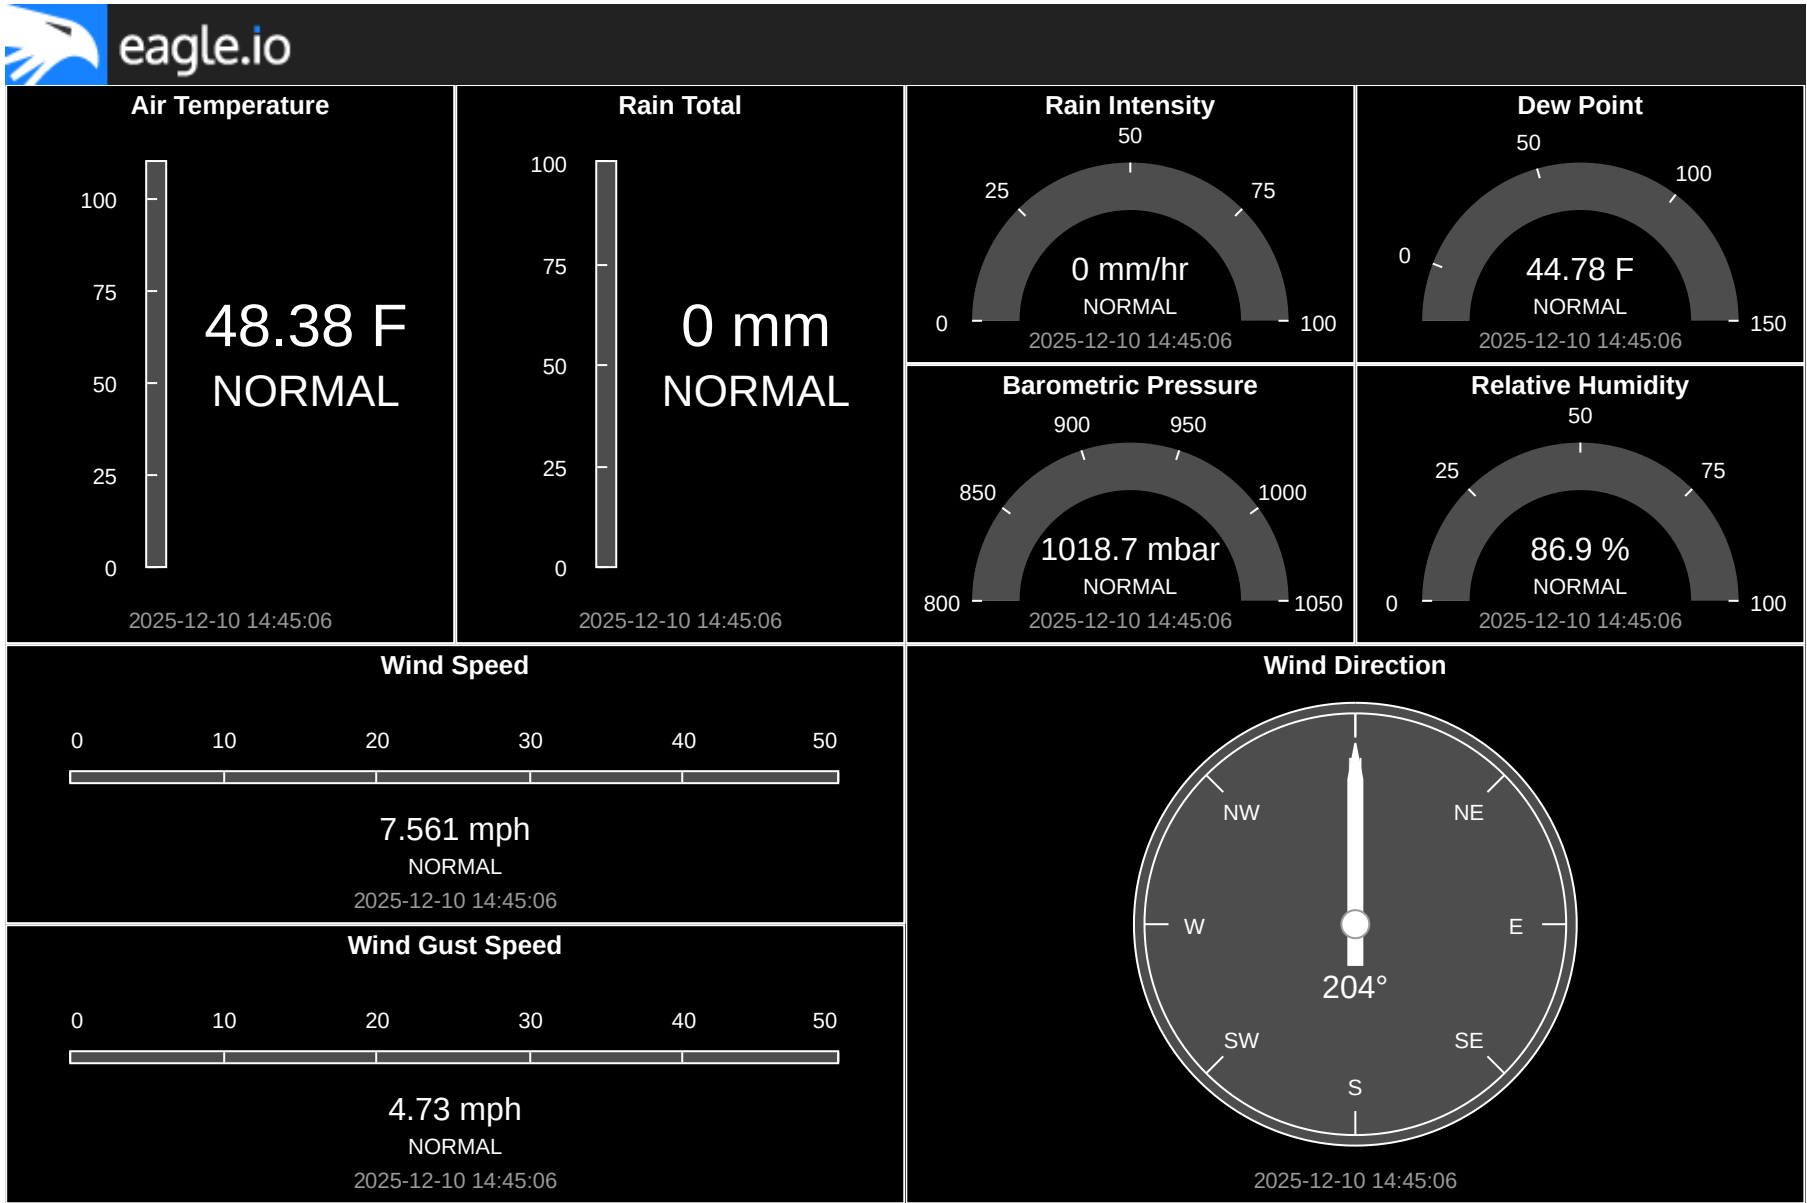 eagle.io
Air Temperature
100
75
50
25
0
48.38 F
NORMAL
2025-12-10 14:45:06
Rain Total
100
75
50
25
0
0 mm
NORMAL
2025-12-10 14:45:06
Rain Intensity
0
25
50
75
100
0 mm/hr
NORMAL
2025-12-10 14:45:06
Dew Point
0
50
100
150
44.78 F
NORMAL
2025-12-10 14:45:06
Barometric Pressure
800
850
900
950
1000
1050
1018.7 mbar
NORMAL
2025-12-10 14:45:06
Relative Humidity
0
25
50
75
100
86.9 %
NORMAL
2025-12-10 14:45:06
Wind Speed
0 10 20 30 40 50
7.561 mph
NORMAL
2025-12-10 14:45:06
Wind Gust Speed
0 10 20 30 40 50
4.73 mph
NORMAL
2025-12-10 14:45:06
Wind Direction
NW NE
W E
204°
SW SE
S
2025-12-10 14:45:06